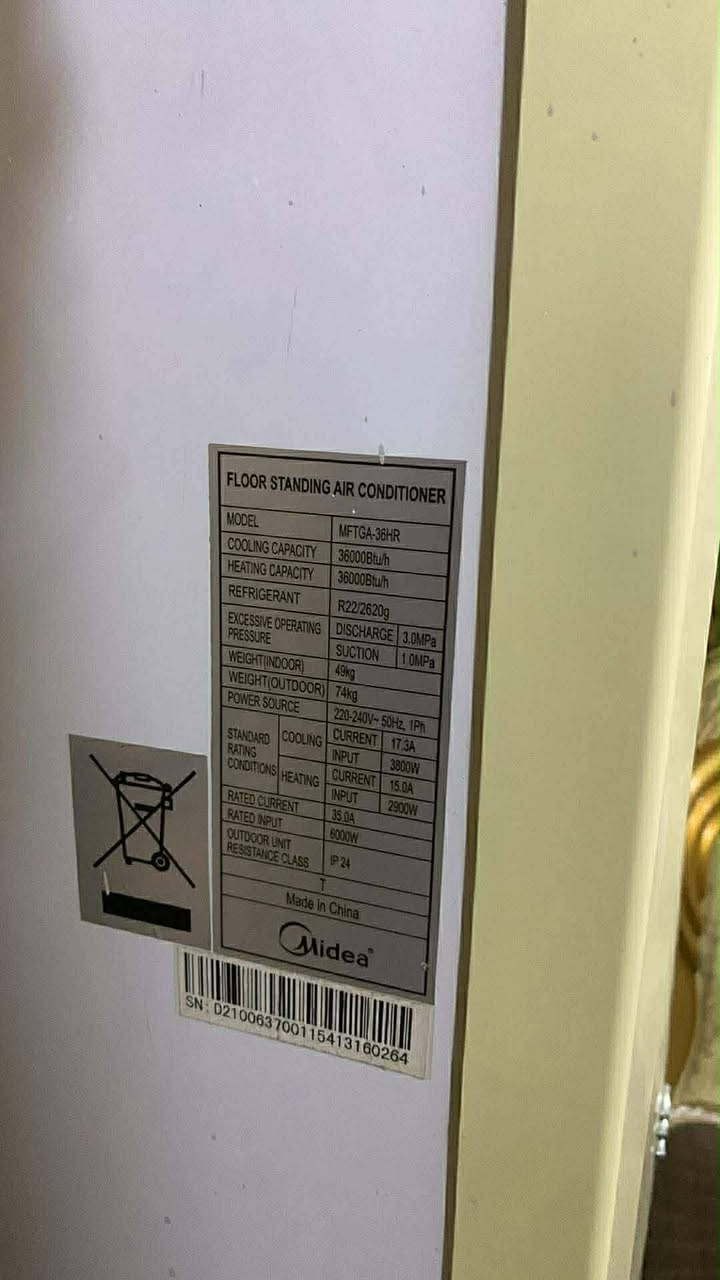 FLOOR STANDING AIR CONDITIONER
MODEL MFTGA-36HR
COOLING CAPACITY 36000Btu/h
HEATING CAPACITY 36000Btu/h
REFRIGERANT R22/2620g
EXCESSIVE OPERATING PRESSURE DISCHARGE 3.0MPa
SUCTION 1.0MPa
WEIGHT(INDOOR) 49kg
WEIGHT(OUTDOOR) 74kg
POWER SOURCE 220-240V~ 50Hz, 1Ph
STANDARD RATING CONDITIONS COOLING CURRENT 17.3A
INPUT 3800W
HEATING CURRENT 15.0A
INPUT 2900W
RATED CURRENT 35.0A
RATED INPUT 6000W
OUTDOOR UNIT RESISTANCE CLASS IP 24
T
Made in China
Midea®
SN: D210063700115413160264